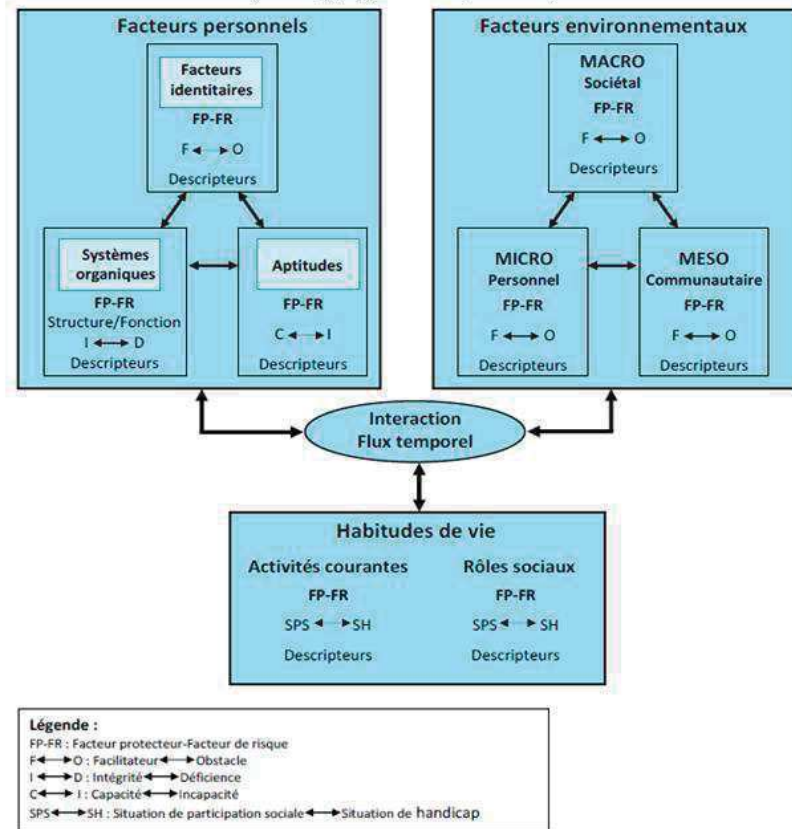 Facteurs personnels
Facteurs
identitaires
FP-FR
F ↔ O
Descripteurs
Systèmes
organiques
FP-FR
Structure/Fonction
I ↔ D
Descripteurs
Aptitudes
FP-FR
C ↔ I
Descripteurs
Facteurs environnementaux
MACRO
Sociétal
FP-FR
F ↔ O
Descripteurs
MICRO
Personnel
FP-FR
F ↔ O
Descripteurs
MESO
Communautaire
FP-FR
F ↔ O
Descripteurs
Interaction
Flux temporel
Habitudes de vie
Activités courantes
FP-FR
SPS ↔ SH
Descripteurs
Rôles sociaux
FP-FR
SPS ↔ SH
Descripteurs
Légende :
FP-FR : Facteur protecteur-Facteur de risque
F ↔ O : Facilitateur ↔ Obstacle
I ↔ D : Intégrité ↔ Déficience
C ↔ I : Capacité ↔ Incapacité
SPS ↔ SH : Situation de participation sociale ↔ Situation de handicap